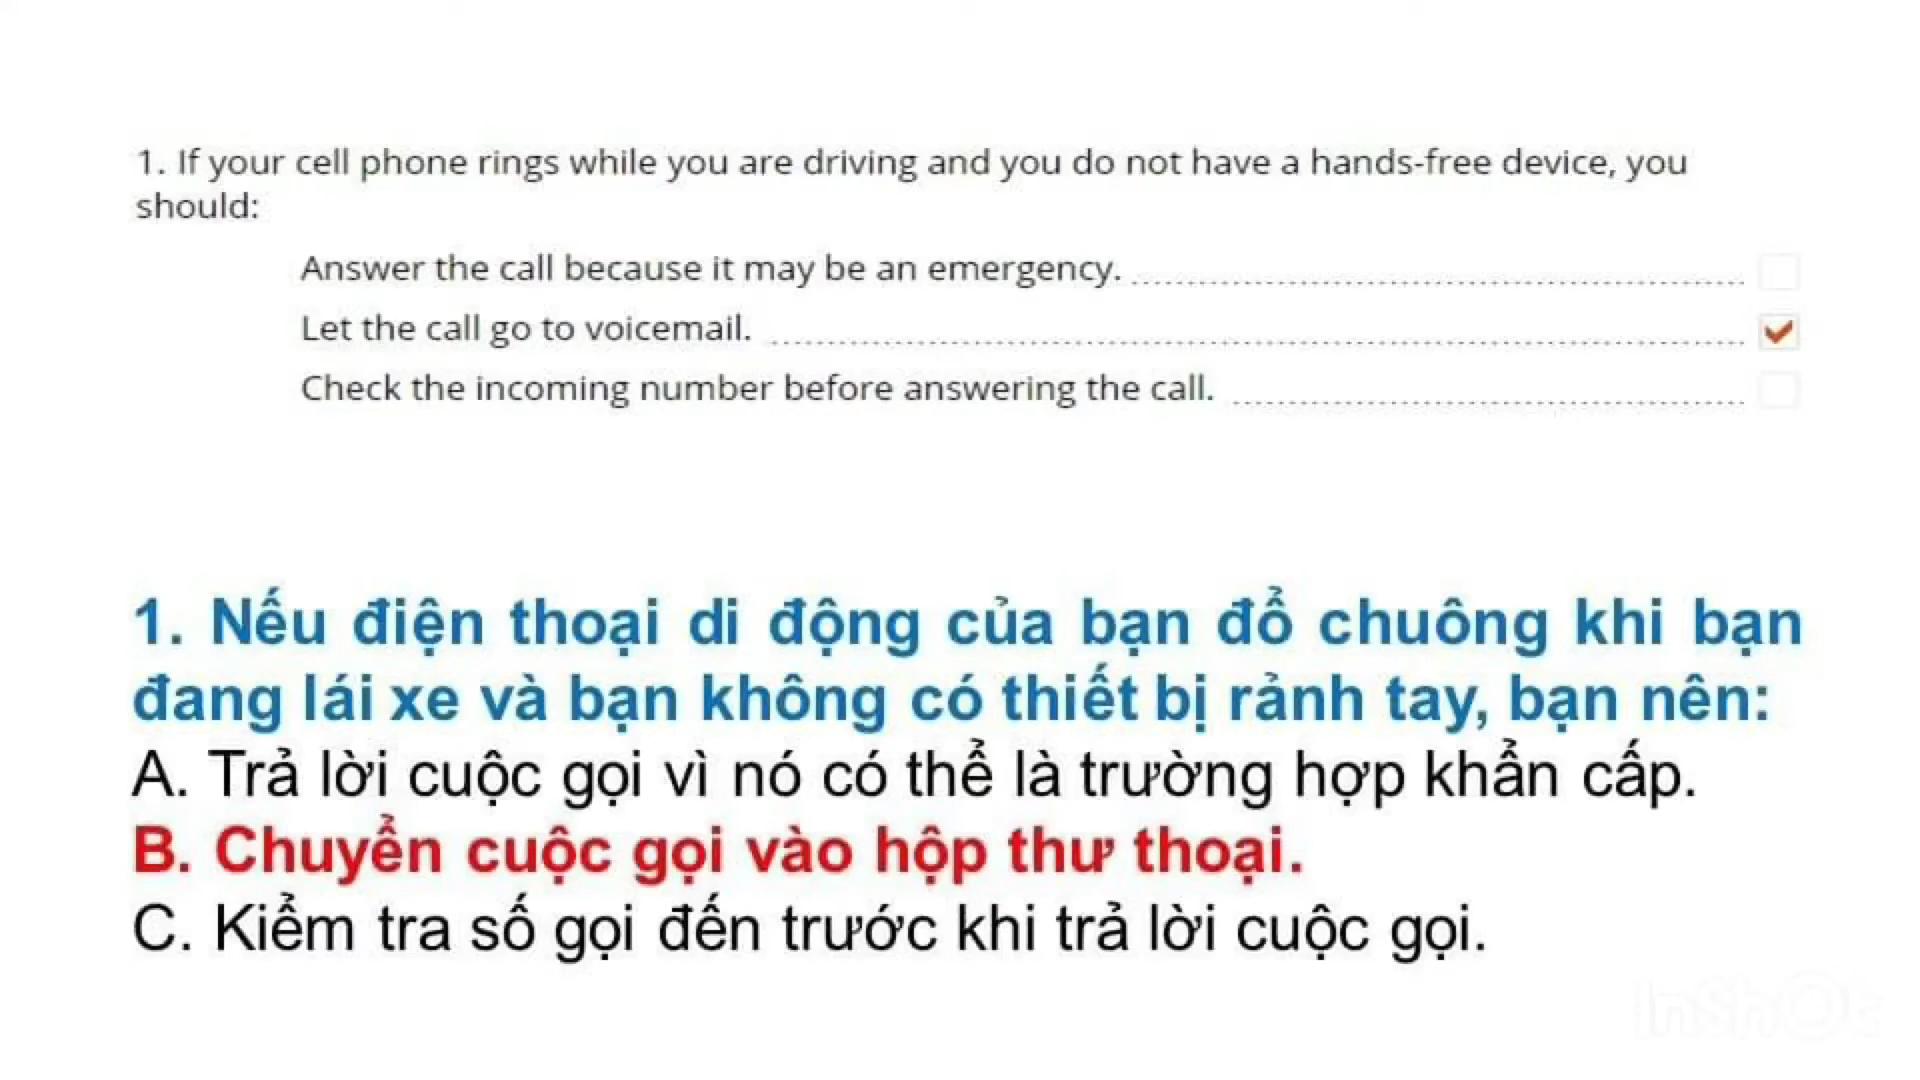 1. If your cell phone rings while you are driving and you do not have a hands-free device, you
should:
Answer the call because it may be an emergency.
Let the call go to voicemail.
Check the incoming number before answering the call.
1. Nếu điện thoại di động của bạn đổ chuông khi bạn
đang lái xe và bạn không có thiết bị rảnh tay, bạn nên:
A. Trả lời cuộc gọi vì nó có thể là trường hợp khẩn cấp.
B. Chuyển cuộc gọi vào hộp thư thoại.
C. Kiểm tra số gọi đến trước khi trả lời cuộc gọi.
InShOt